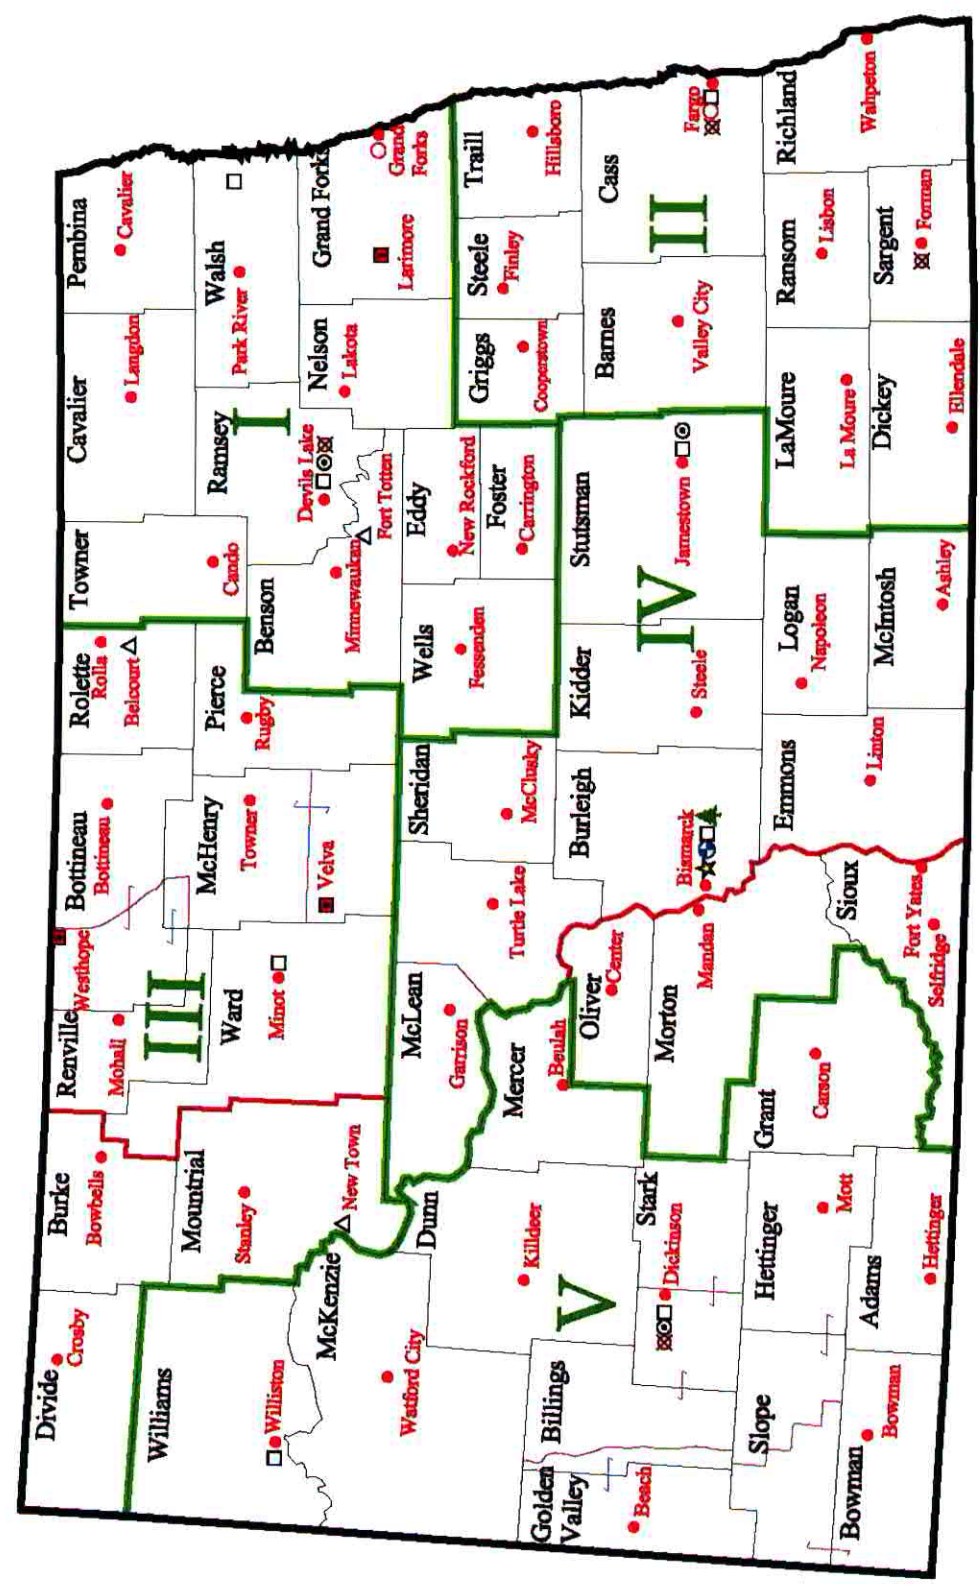 Divide
Crosby
Burke
Bowbells
Renville
Mohall
Westhope
Bottineau
Bottineau
Rolette
Rolla
Belcourt
Towner
Cando
Cavalier
Langdon
Pembina
Cavalier
Williams
Williston
Mountrial
Stanley
New Town
III
Ward
Minot
McHenry
Towner
Velva
Pierce
Rugby
Benson
Minnewaukan
Fort Totten
Ramsey
I
Devils Lake
Walsh
Park River
Nelson
Lakota
Grand Forks
Grand
Forks
Larimore
McKenzie
Watford City
Dunn
Killdeer
McLean
Garrison
Turtle Lake
Mercer
Beulah
Sheridan
McClusky
Wells
Fessenden
Eddy
New Rockford
Foster
Carrington
Griggs
Cooperstown
Steele
Finley
Traill
Hillsboro
Golden
Valley
Beach
Billings
V
Stark
Dickinson
Oliver
Center
Morton
Mandan
Burleigh
Bismarck
Kidder
Steele
IV
Stutsman
Jamestown
Barnes
Valley City
II
Cass
Fargo
Slope
Hettinger
Mott
Grant
Carson
Sioux
Fort Yates
Selfridge
Emmons
Linton
Logan
Napoleon
McIntosh
Ashley
LaMoure
La Moure
Dickey
Ellendale
Ransom
Lisbon
Sargent
Forman
Richland
Wahpeton
Bowman
Bowman
Adams
Hettinger